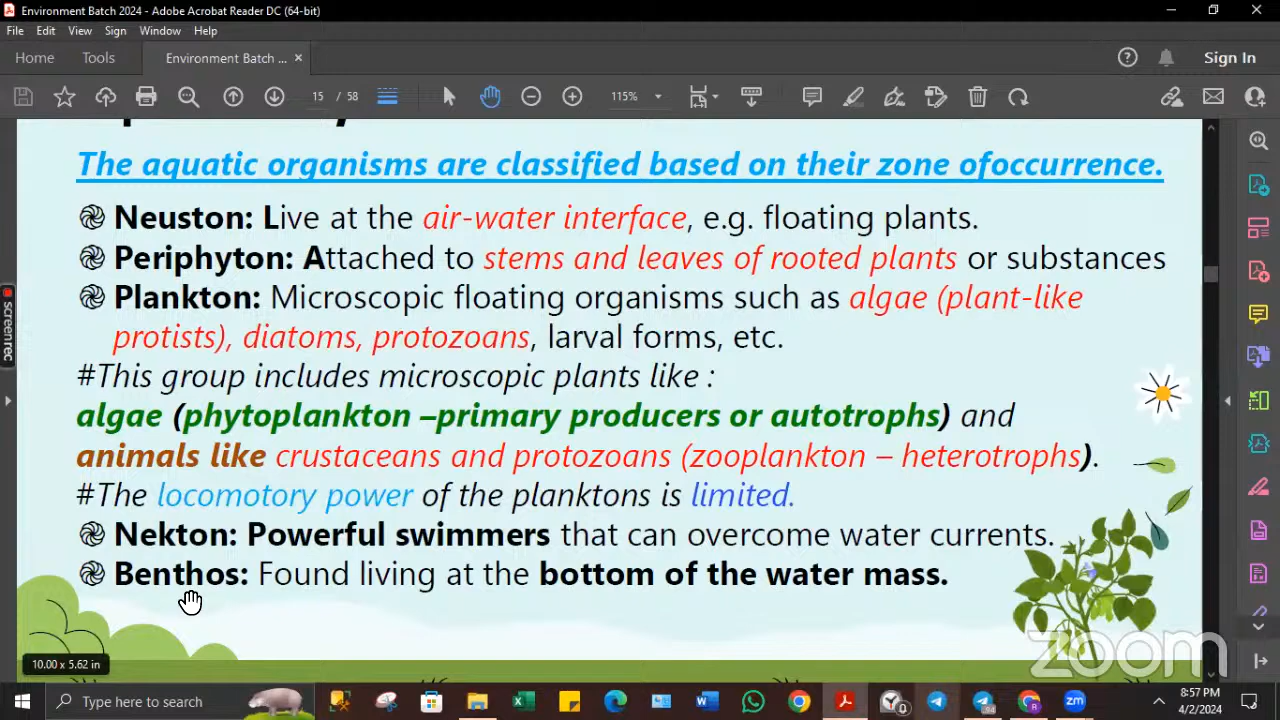 Environment Batch 2024 - Adobe Acrobat Reader DC (64-bit)
File Edit View Sign Window Help
Home Tools Environment Batch ... × Sign In
15 / 58 115%
The aquatic organisms are classified based on their zone ofoccurrence.
Neuston: Live at the air-water interface, e.g. floating plants.
Periphyton: Attached to stems and leaves of rooted plants or substances
Plankton: Microscopic floating organisms such as algae (plant-like
protists), diatoms, protozoans, larval forms, etc.
#This group includes microscopic plants like :
algae (phytoplankton –primary producers or autotrophs) and
animals like crustaceans and protozoans (zooplankton – heterotrophs).
#The locomotory power of the planktons is limited.
Nekton: Powerful swimmers that can overcome water currents.
Benthos: Found living at the bottom of the water mass.
screenrec
zoom
10.00 x 5.62 in
Type here to search
8:57 PM
4/2/2024